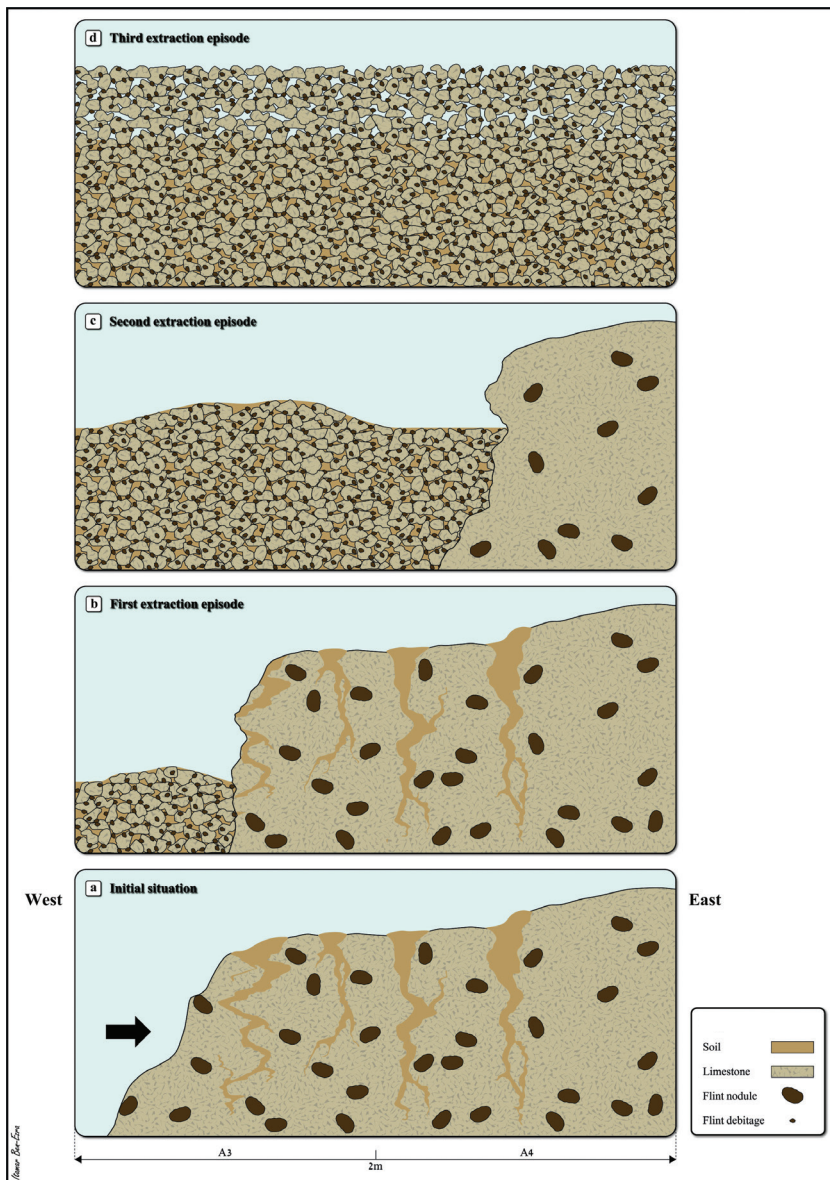 d Third extraction episode
c Second extraction episode
b First extraction episode
West
a Initial situation
East
Soil
Limestone
Flint nodule
Flint debitage
A3
A4
2m